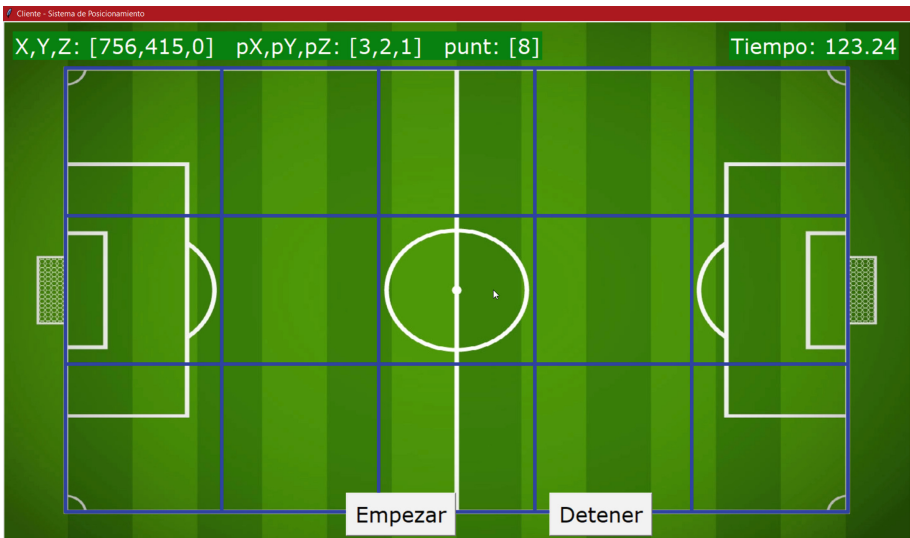 Cliente - Sistema de Posicionamiento
X,Y,Z: [756,415,0] pX,pY,pZ: [3,2,1] punt: [8] Tiempo: 123.24
Empezar Detener